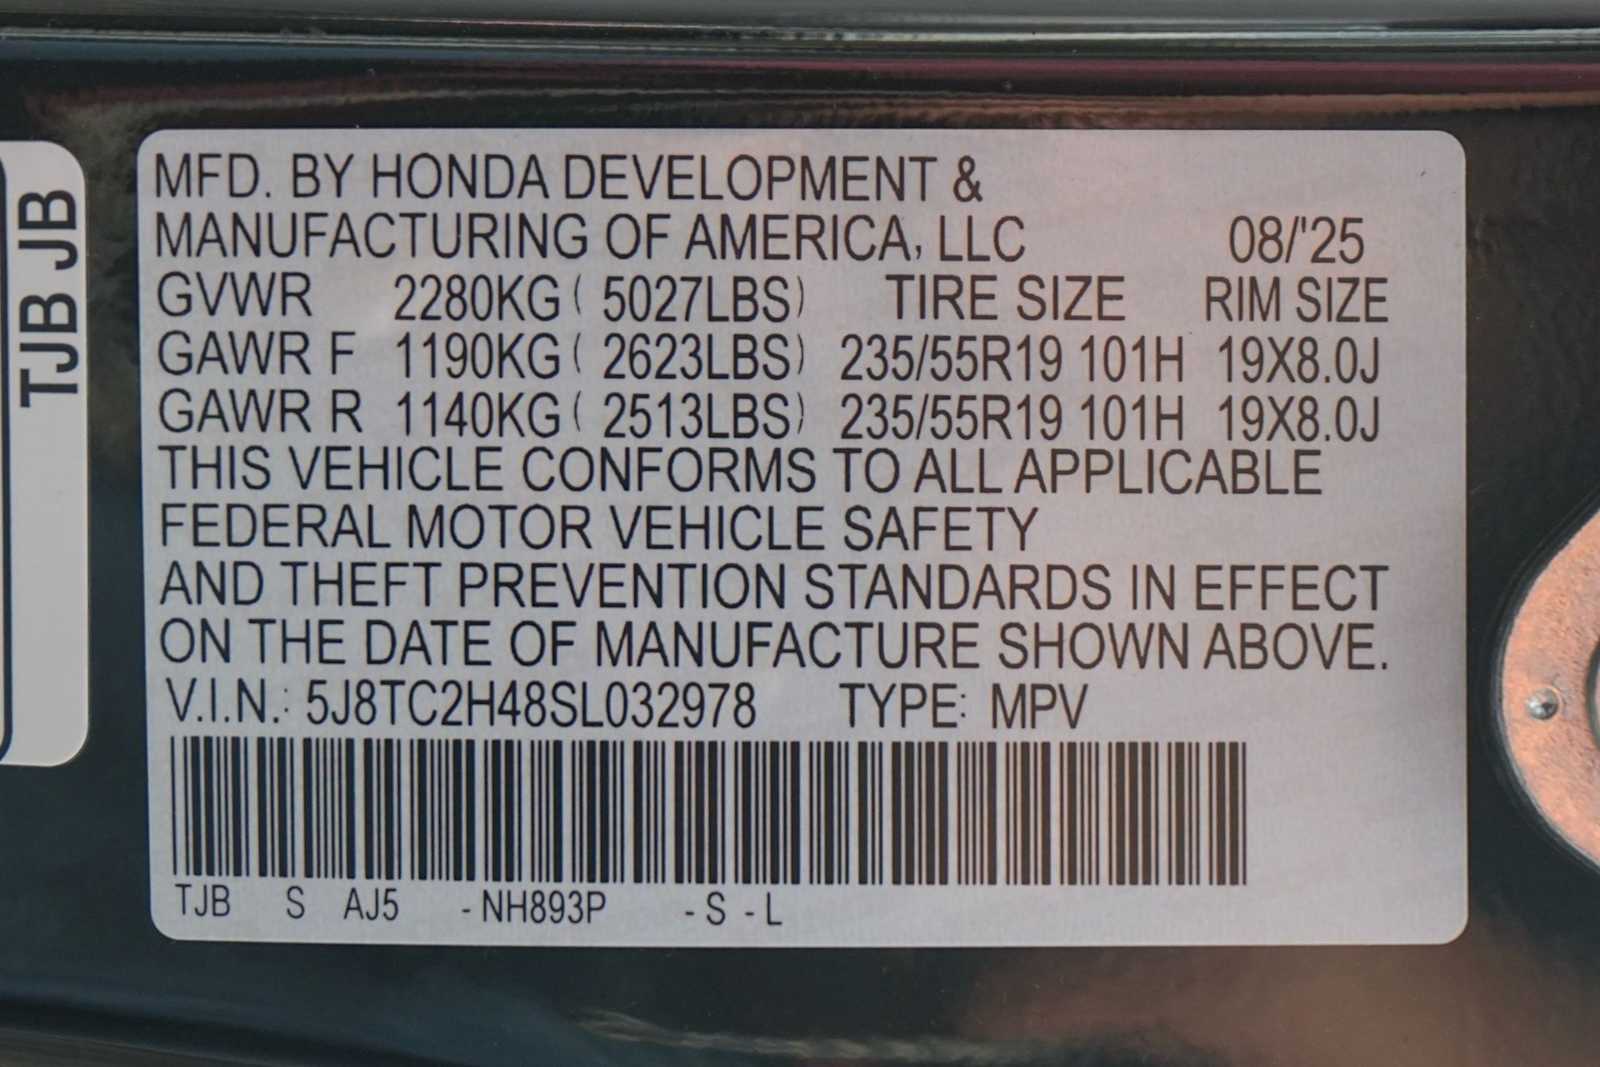 TJB JB
MFD. BY HONDA DEVELOPMENT &
MANUFACTURING OF AMERICA, LLC 08/'25
GVWR 2280KG ( 5027LBS) TIRE SIZE RIM SIZE
GAWR F 1190KG ( 2623LBS) 235/55R19 101H 19X8.0J
GAWR R 1140KG ( 2513LBS) 235/55R19 101H 19X8.0J
THIS VEHICLE CONFORMS TO ALL APPLICABLE
FEDERAL MOTOR VEHICLE SAFETY
AND THEFT PREVENTION STANDARDS IN EFFECT
ON THE DATE OF MANUFACTURE SHOWN ABOVE.
V.I.N.: 5J8TC2H48SL032978 TYPE: MPV
TJB S AJ5 - NH893P - S - L